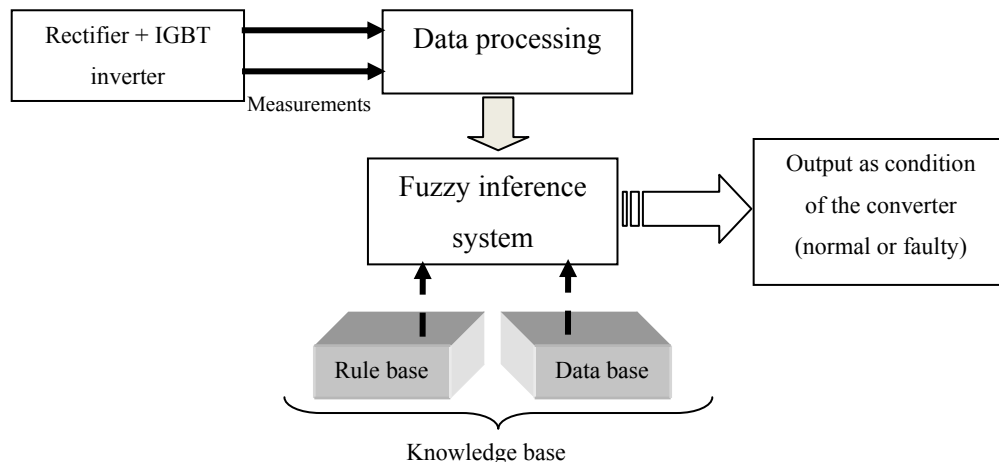 Rectifier + IGBT
inverter
Measurements
Data processing
Fuzzy inference
system
Output as condition
of the converter
(normal or faulty)
Rule base
Data base
Knowledge base